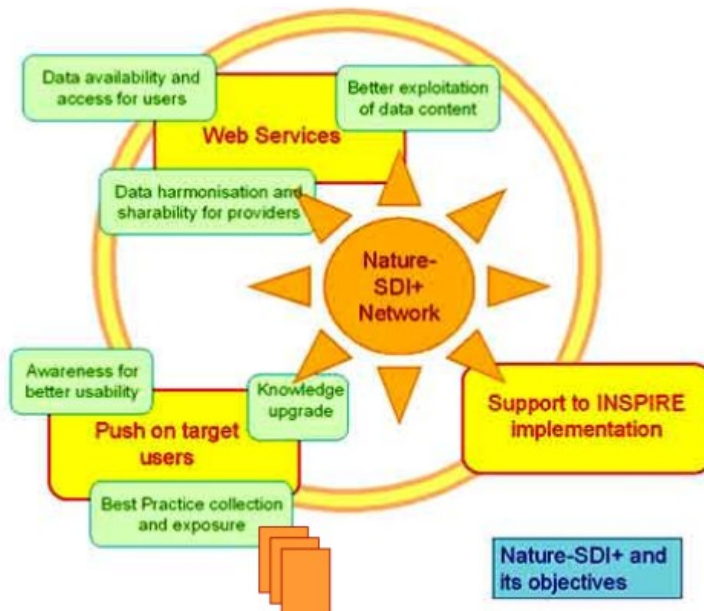 Data availability and
access for users
Better exploitation
of data content
Web Services
Data harmonisation and
sharability for providers
Nature-
SDI+
Network
Awareness for
better usability
Knowledge
upgrade
Push on target
users
Support to INSPIRE
implementation
Best Practice collection
and exposure
Nature-SDI+ and
its objectives